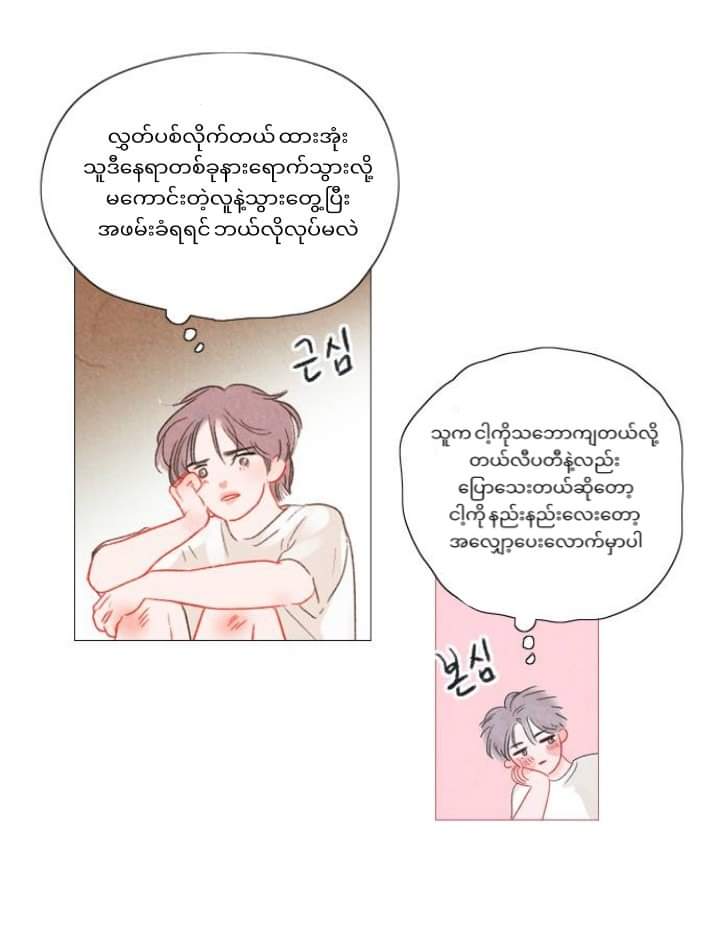 လွှတ်ပစ်လိုက်တယ် ထားအုံး
သူဒီနေရာတစ်ခုနားရောက်သွားလို့
မကောင်းတဲ့လူနဲ့သွားတွေ့ပြီး
အဖမ်းခံရရင် ဘယ်လိုလုပ်မလဲ
근심
သူက ငါ့ကိုသဘောကျတယ်လို့
တယ်လီပတီနဲ့လည်း
ပြောသေးတယ်ဆိုတော့
ငါ့ကို နည်းနည်းလေးတော့
အလျှော့ပေးလောက်မှာပါ
본심